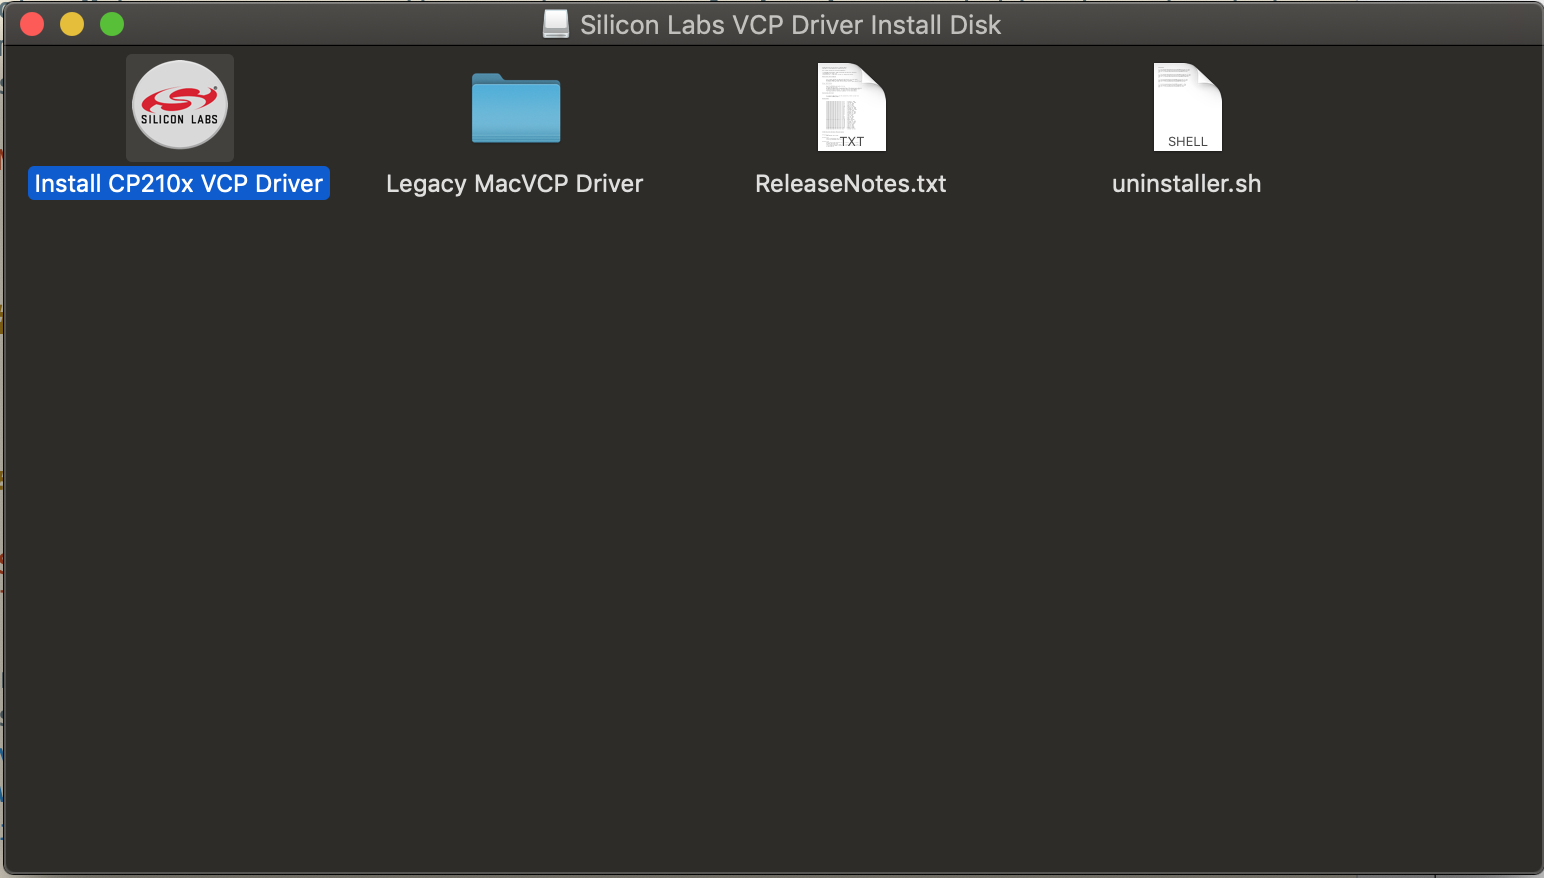 Silicon Labs VCP Driver Install Disk
SILICON LABS
TXT
SHELL
Install CP210x VCP Driver
Legacy MacVCP Driver
ReleaseNotes.txt
uninstaller.sh